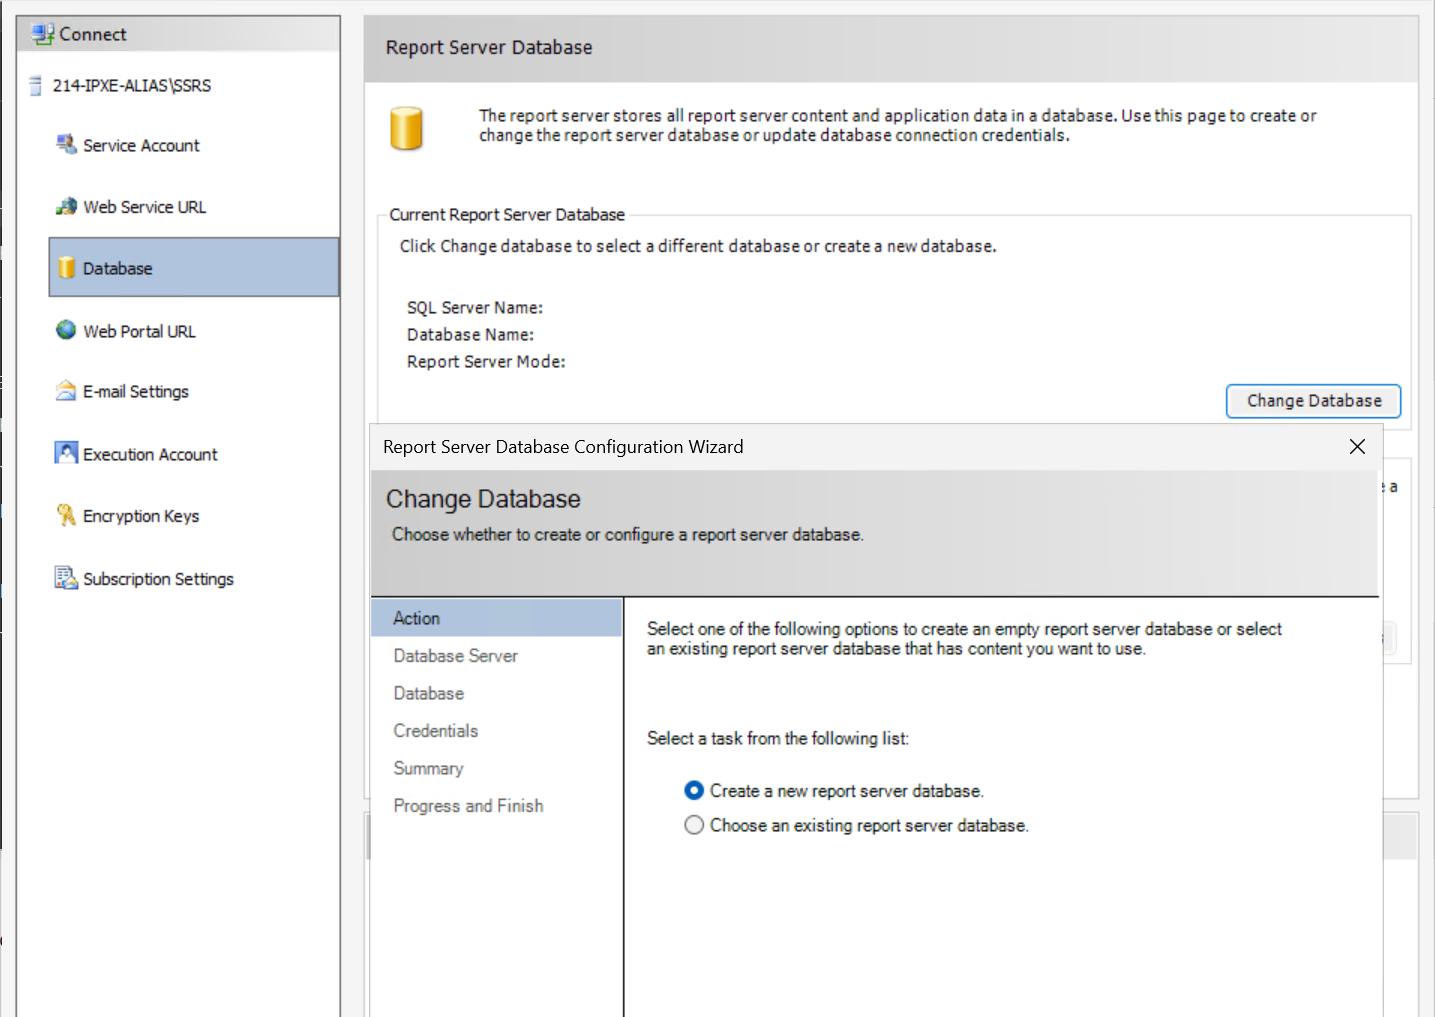 Connect
214-IPXE-ALIAS\SSRS
Service Account
Web Service URL
Database
Web Portal URL
E-mail Settings
Execution Account
Encryption Keys
Subscription Settings
Report Server Database
The report server stores all report server content and application data in a database. Use this page to create or
change the report server database or update database connection credentials.
Current Report Server Database
Click Change database to select a different database or create a new database.
SQL Server Name:
Database Name:
Report Server Mode:
Change Database
Report Server Database Configuration Wizard
Change Database
Choose whether to create or configure a report server database.
Action
Database Server
Database
Credentials
Summary
Progress and Finish
Select one of the following options to create an empty report server database or select
an existing report server database that has content you want to use.
Select a task from the following list:
Create a new report server database.
Choose an existing report server database.
a